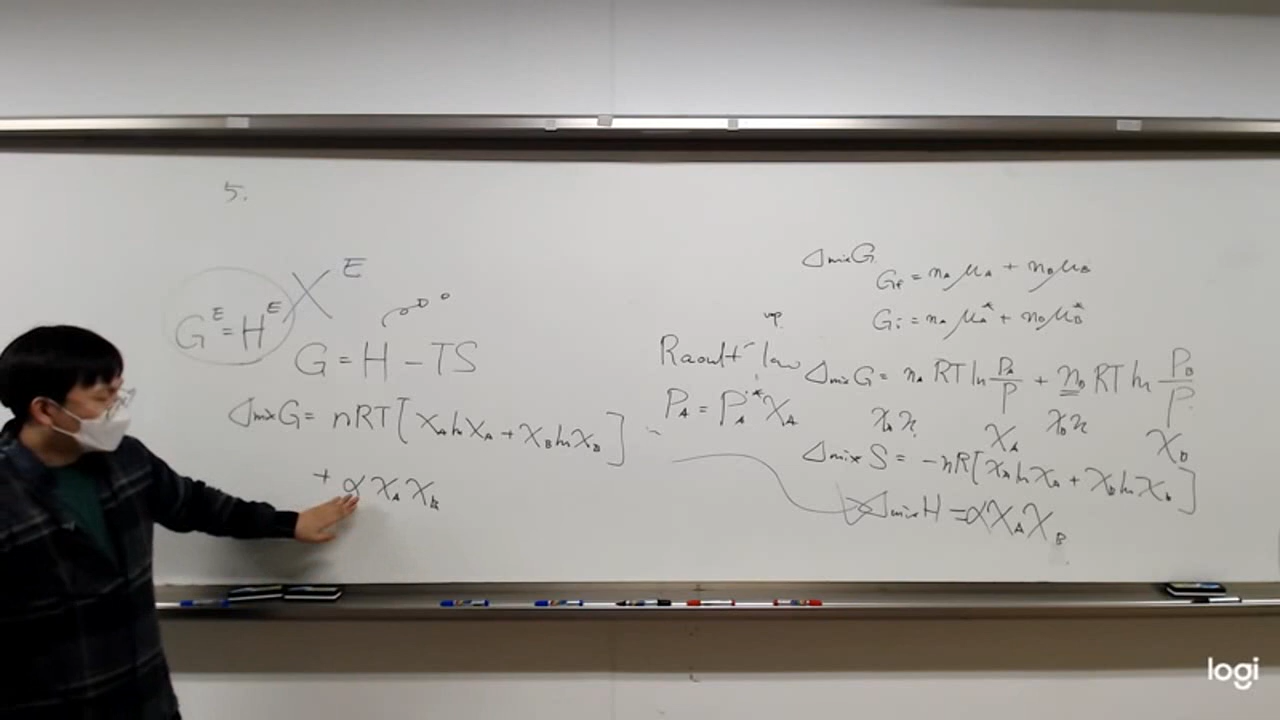 5.
E
G^E = H^E
G = H - TS
Δmix G = nRT [ X_A ln X_A + X_B ln X_B ]
+ α X_A X_B
Δmix G
G_f = n_A μ_A + n_B μ_B
G_i = n_A μ_A^* + n_B μ_B^*
vap.
Raoult law
P_A = P_A^* X_A
Δmix G = n_A RT ln P_A/P + n_B RT ln P_B/P
X_A n X_A X_B n X_B
Δmix S = -nR [ X_A ln X_A + X_B ln X_B ]
Δmix H = α X_A X_B
logi